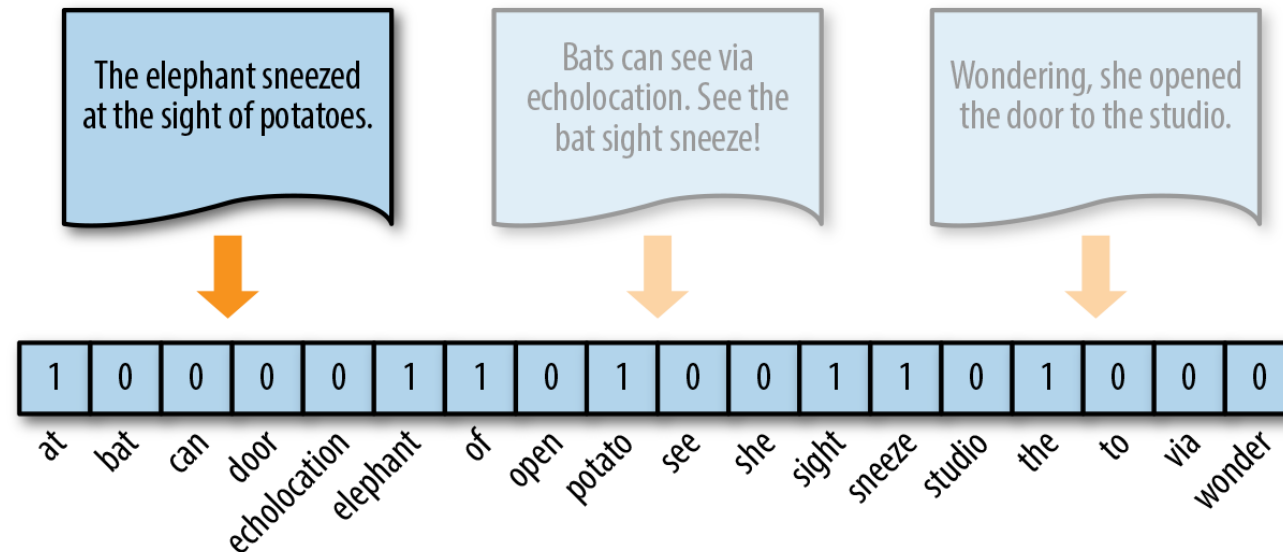 The elephant sneezed
at the sight of potatoes.
Bats can see via
echolocation. See the
bat sight sneeze!
Wondering, she opened
the door to the studio.
1 0 0 0 0 1 1 0 1 0 0 1 1 0 1 0 0 0
at bat can door echolocation elephant of open potato see she sight sneeze studio the to via wonder